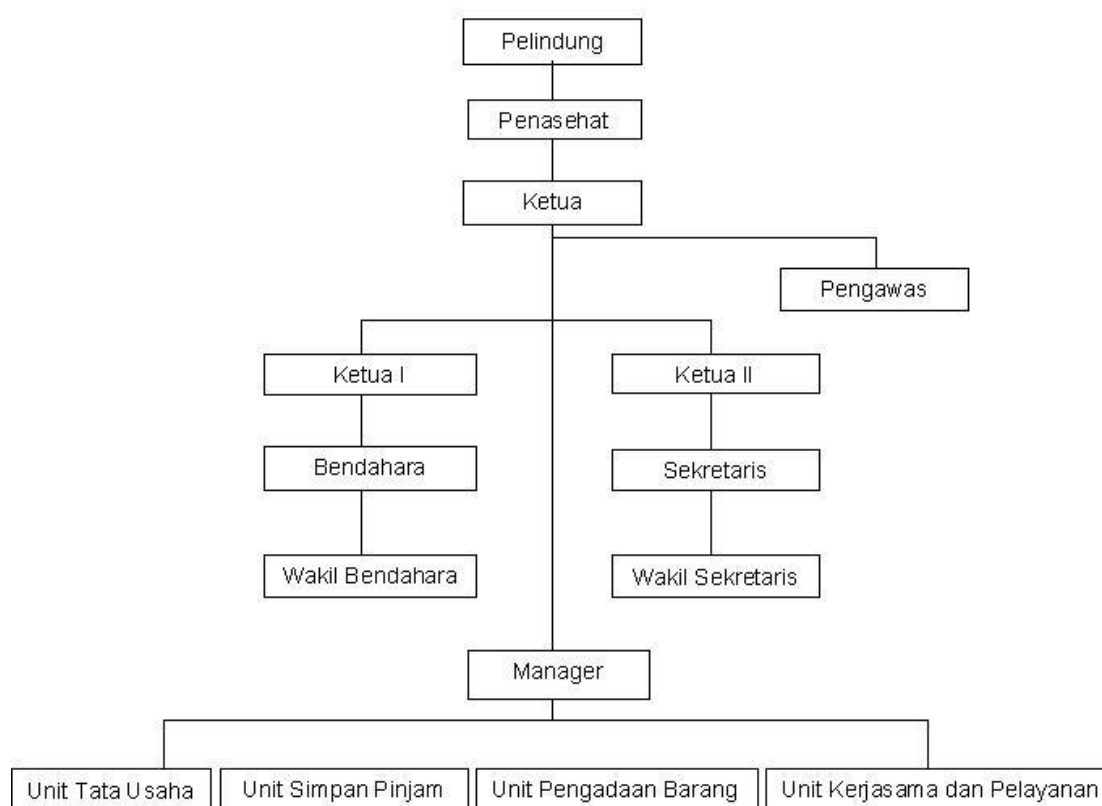 Pelindung
Penasehat
Ketua
Pengawas
Ketua I
Ketua II
Bendahara
Sekretaris
Wakil Bendahara
Wakil Sekretaris
Manager
Unit Tata Usaha
Unit Simpan Pinjam
Unit Pengadaan Barang
Unit Kerjasama dan Pelayanan